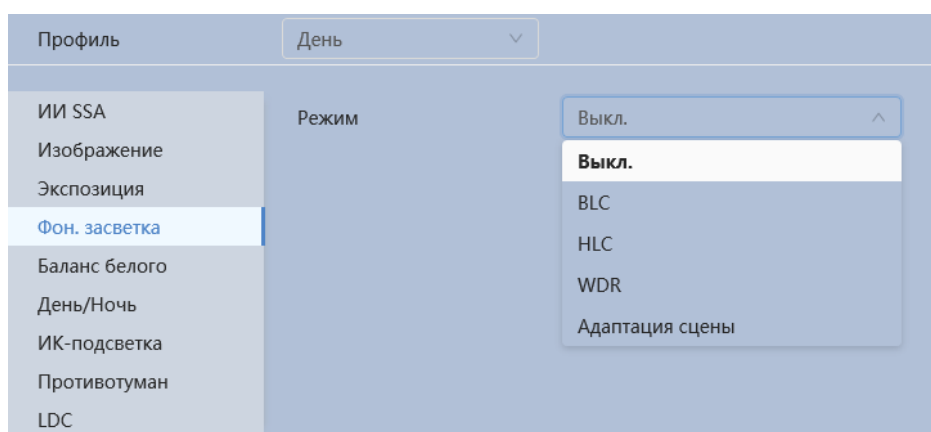 Профиль День
ИИ SSA
Режим Выкл.
Изображение
Выкл.
Экспозиция
BLC
Фон. засветка
HLC
Баланс белого
WDR
День/Ночь
Адаптация сцены
ИК-подсветка
Противотуман
LDC